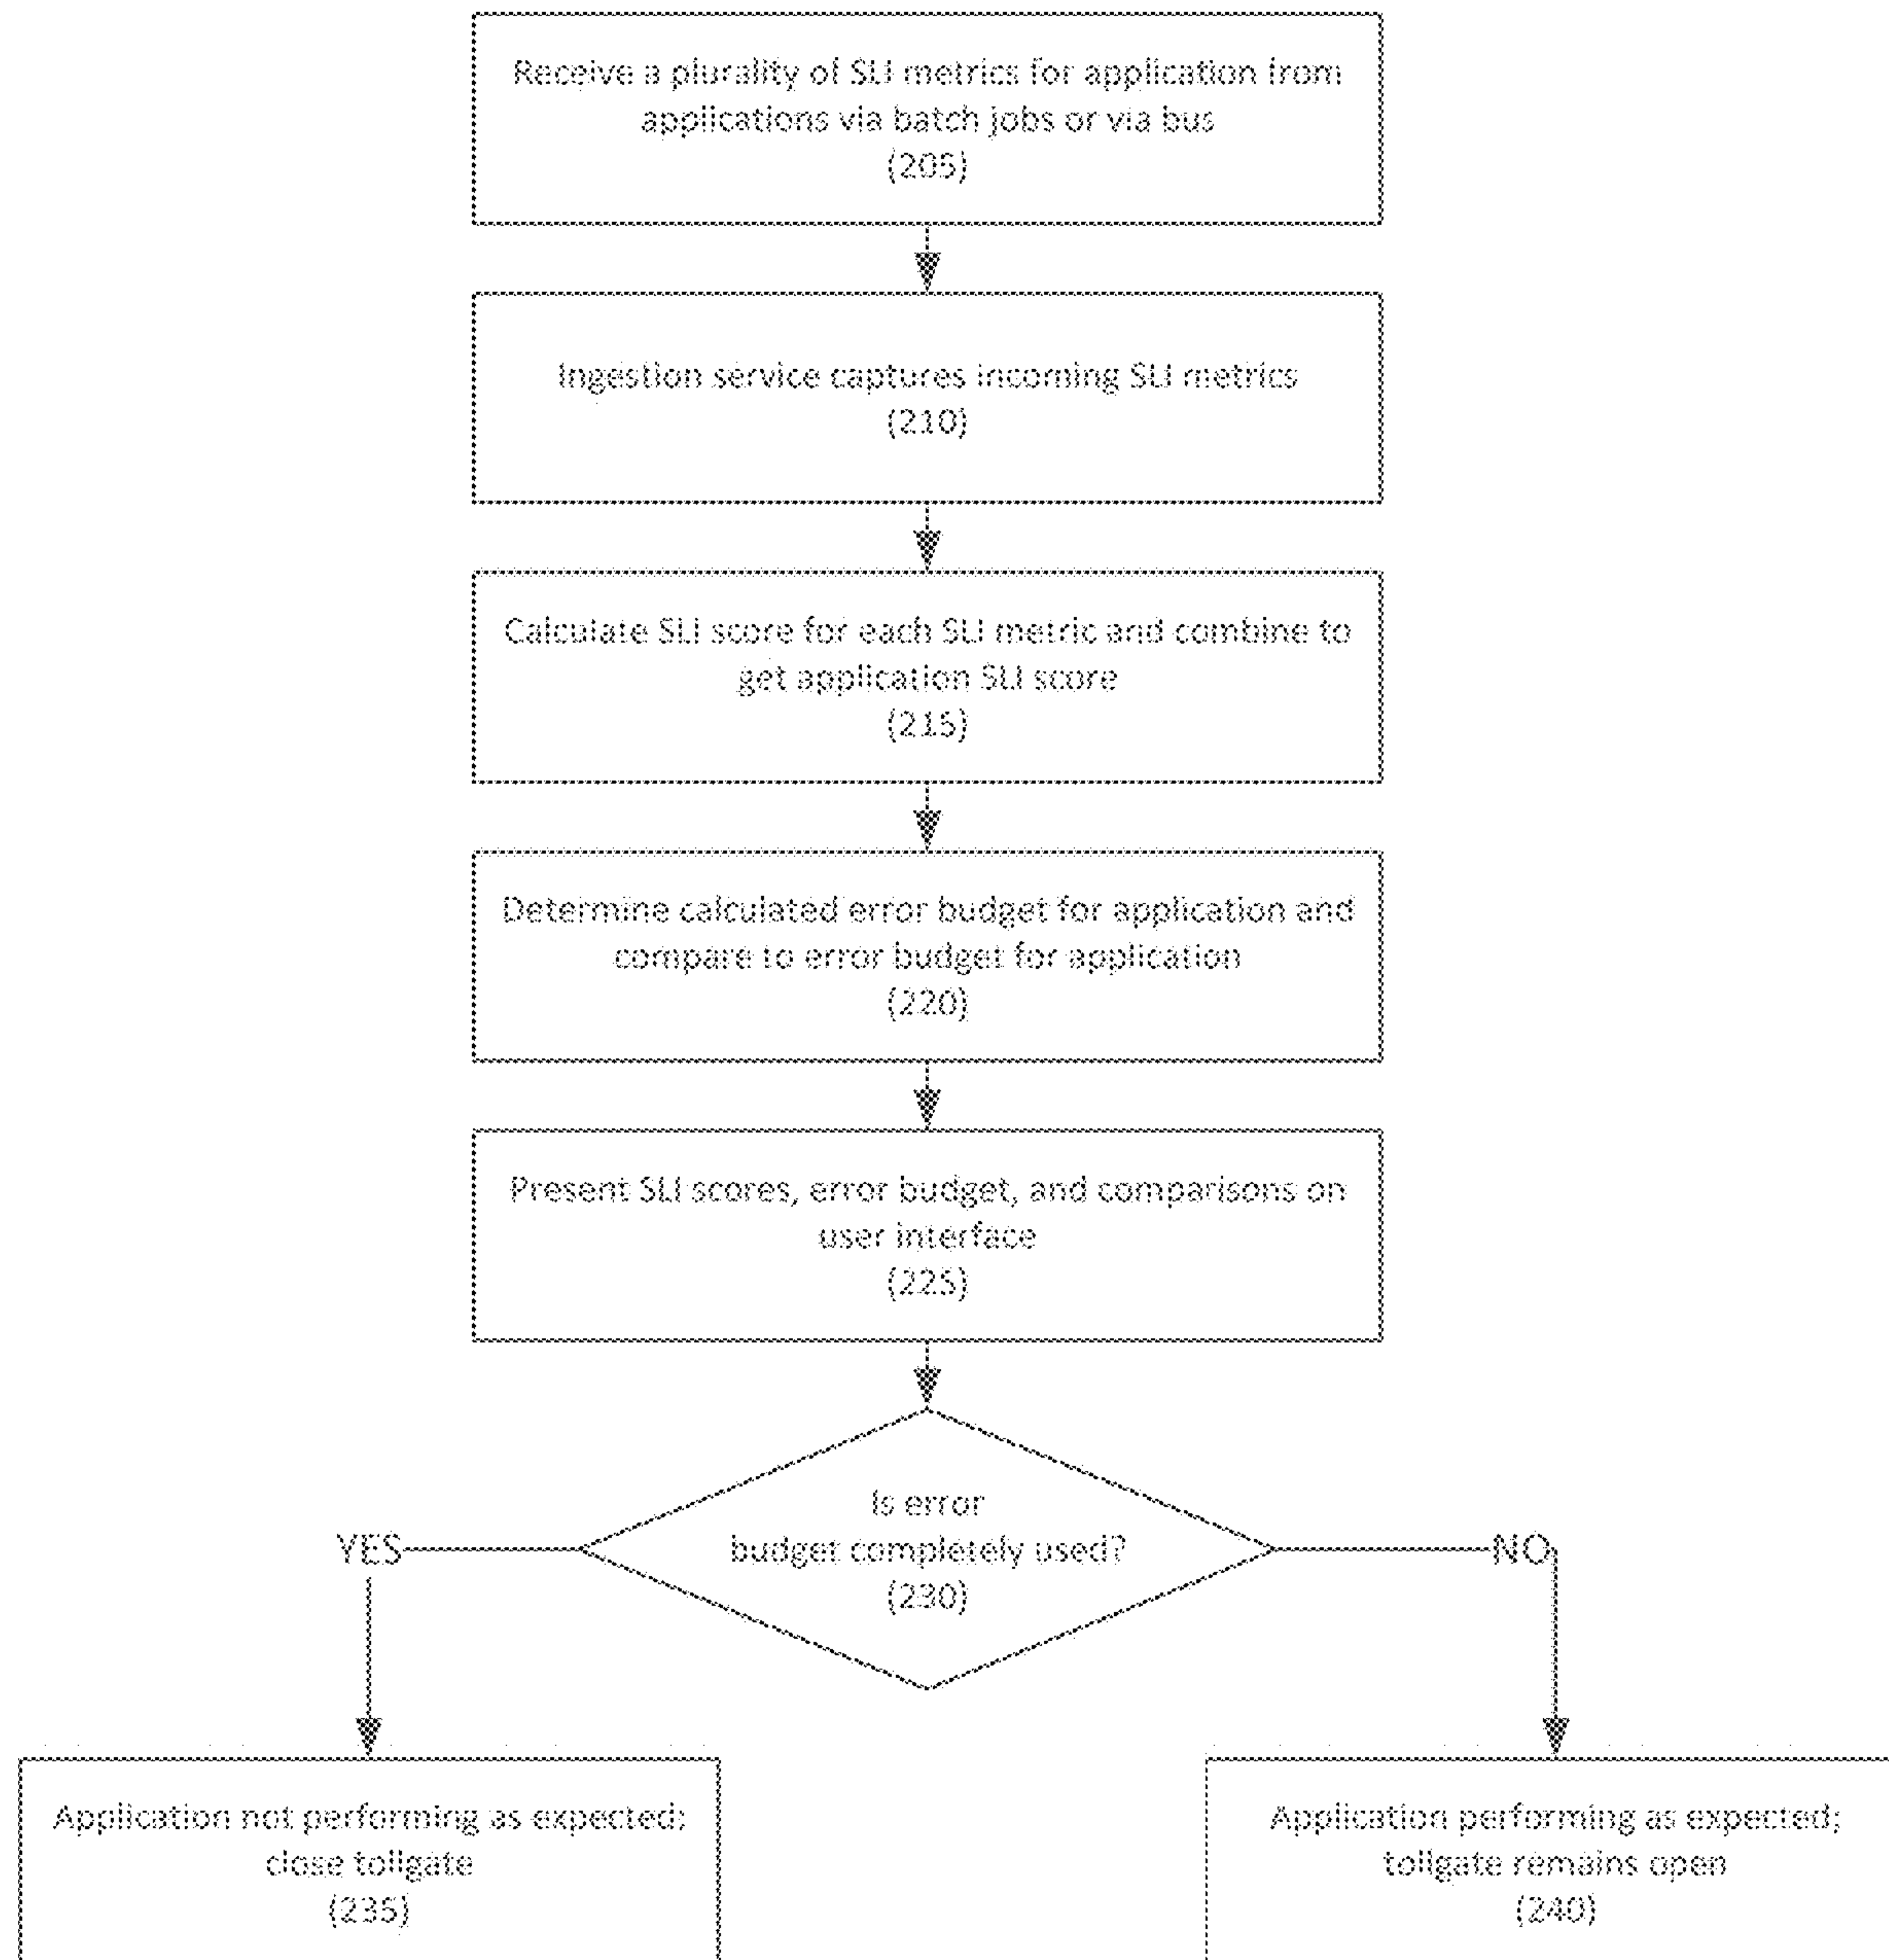 Receive a plurality of SLI metrics for application from
applications via batch jobs or via bus
(205)
Ingestion service captures incoming SLI metrics
(210)
Calculate SLI score for each SLI metric and combine to
get application SLI score
(215)
Determine calculated error budget for application and
compare to error budget for application
(220)
Present SLI scores, error budget, and comparisons on
user interface
(225)
Is error
budget completely used?
(230)
YES
NO
Application not performing as expected;
close tollgate
(235)
Application performing as expected;
tollgate remains open
(240)